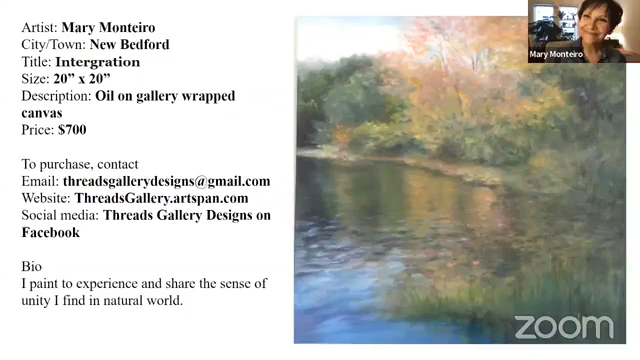 Artist: Mary Monteiro
City/Town: New Bedford
Title: Intergration
Size: 20” x 20”
Description: Oil on gallery wrapped
canvas
Price: $700
To purchase, contact
Email: threadsgallerydesigns@gmail.com
Website: ThreadsGallery.artspan.com
Social media: Threads Gallery Designs on
Facebook
Bio
I paint to experience and share the sense of
unity I find in natural world.
Mary Monteiro
zoom